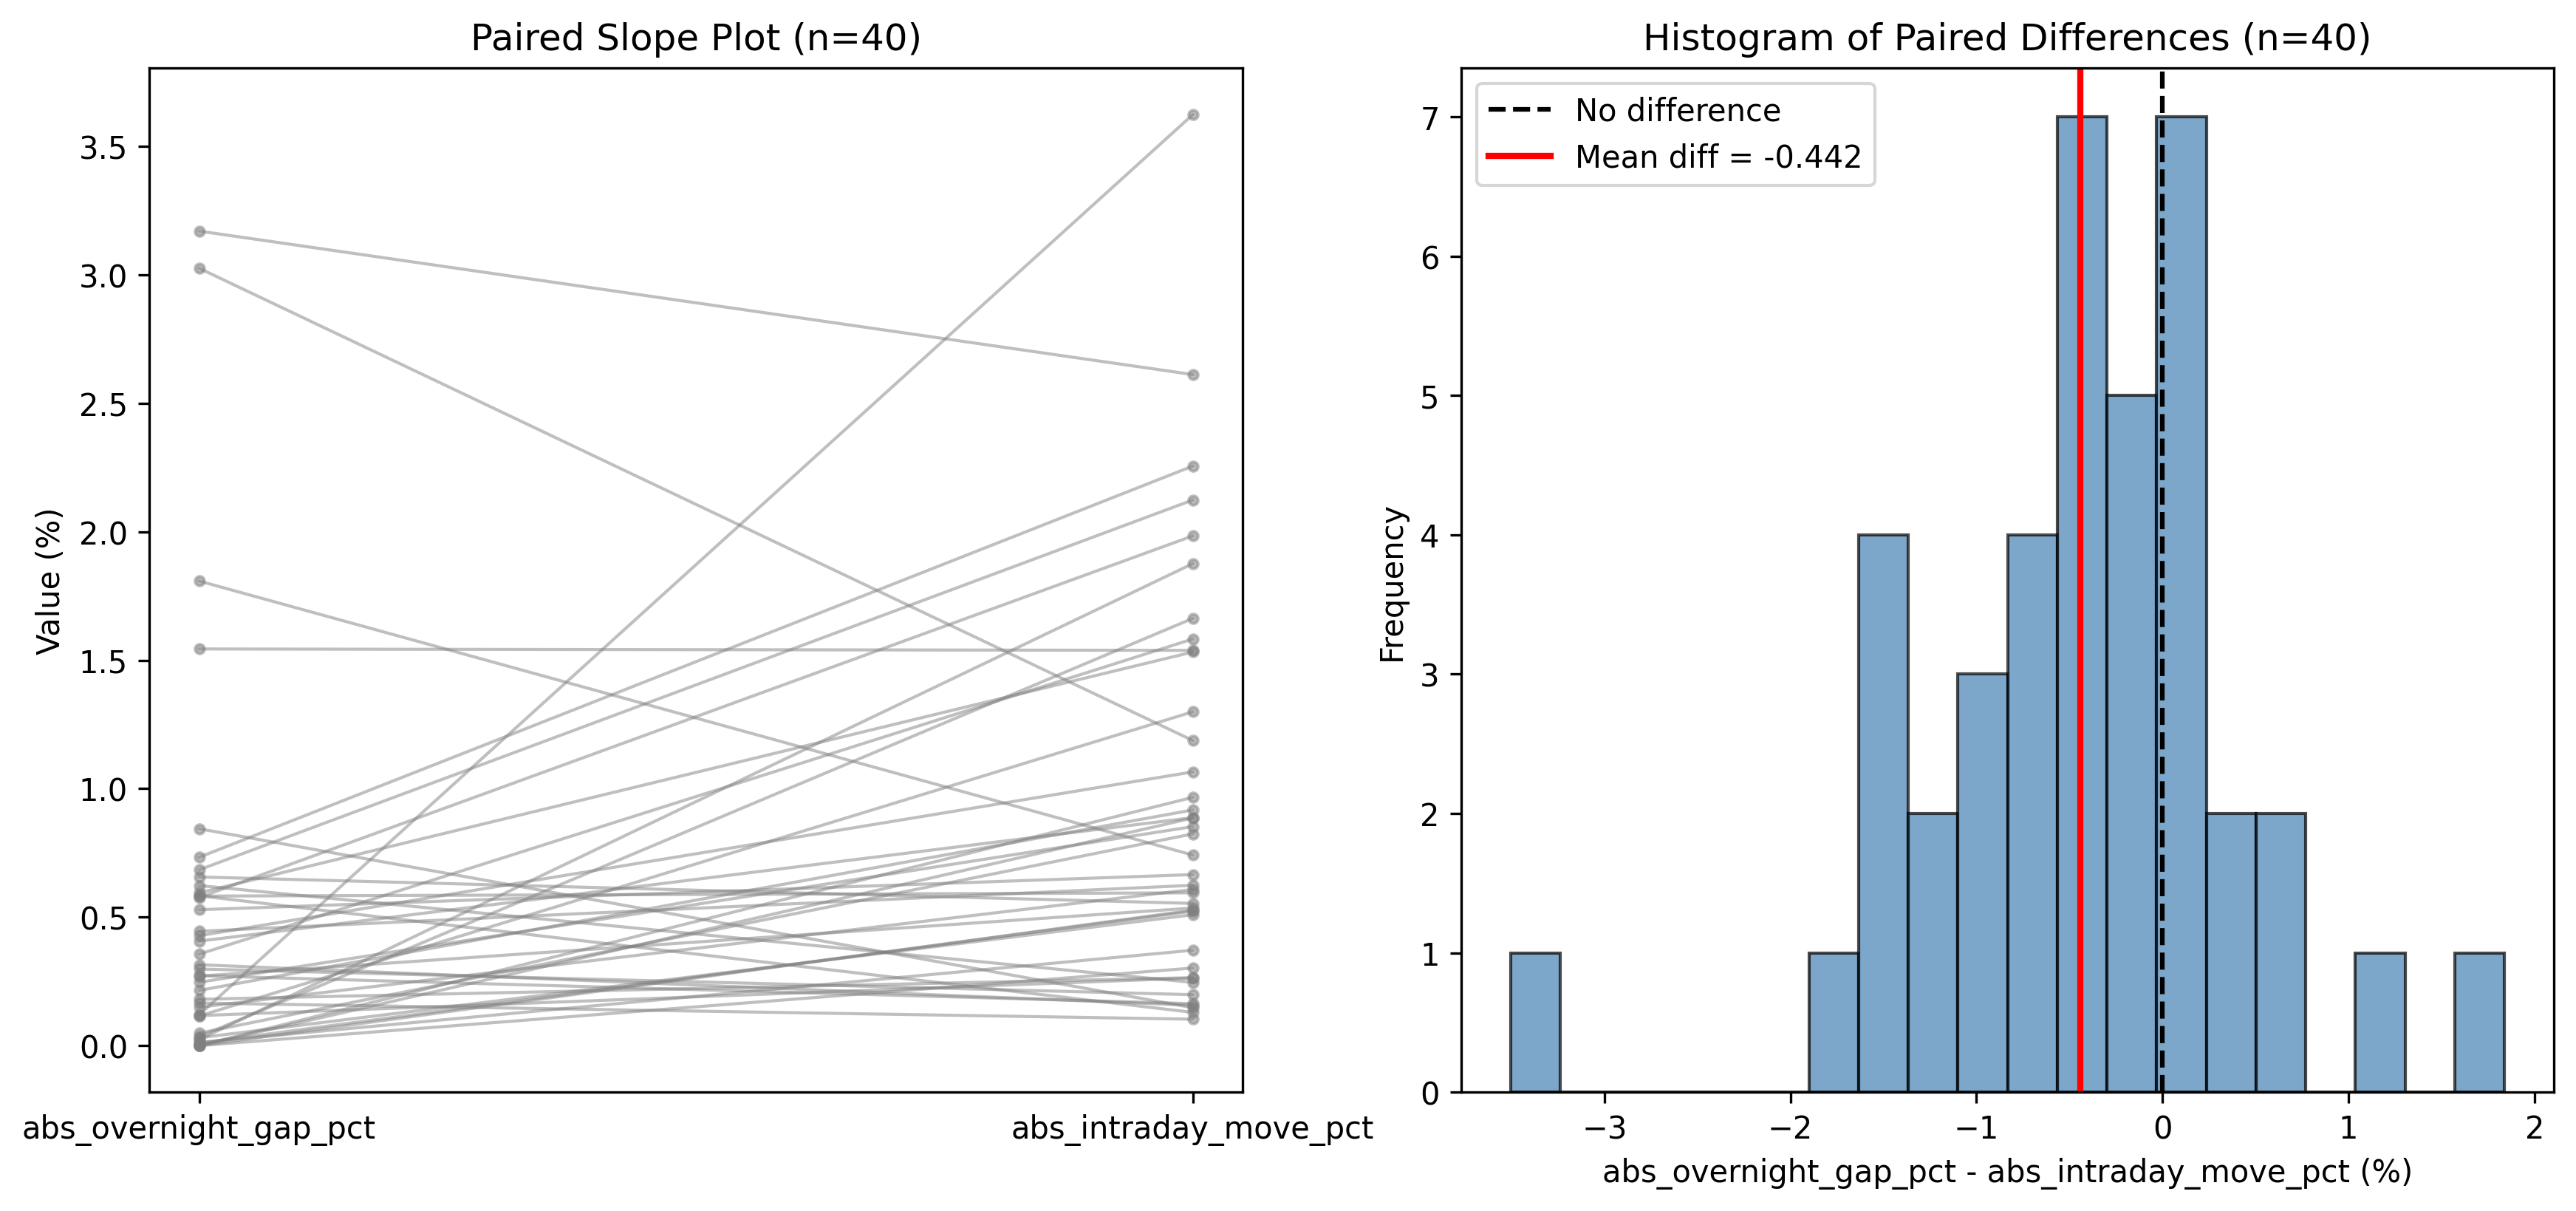 Paired Slope Plot (n=40)
Value (%)
3.5
3.0
2.5
2.0
1.5
1.0
0.5
0.0
abs_overnight_gap_pct
abs_intraday_move_pct
Histogram of Paired Differences (n=40)
No difference
Mean diff = -0.442
Frequency
7
6
5
4
3
2
1
0
−3
−2
−1
0
1
2
abs_overnight_gap_pct - abs_intraday_move_pct (%)